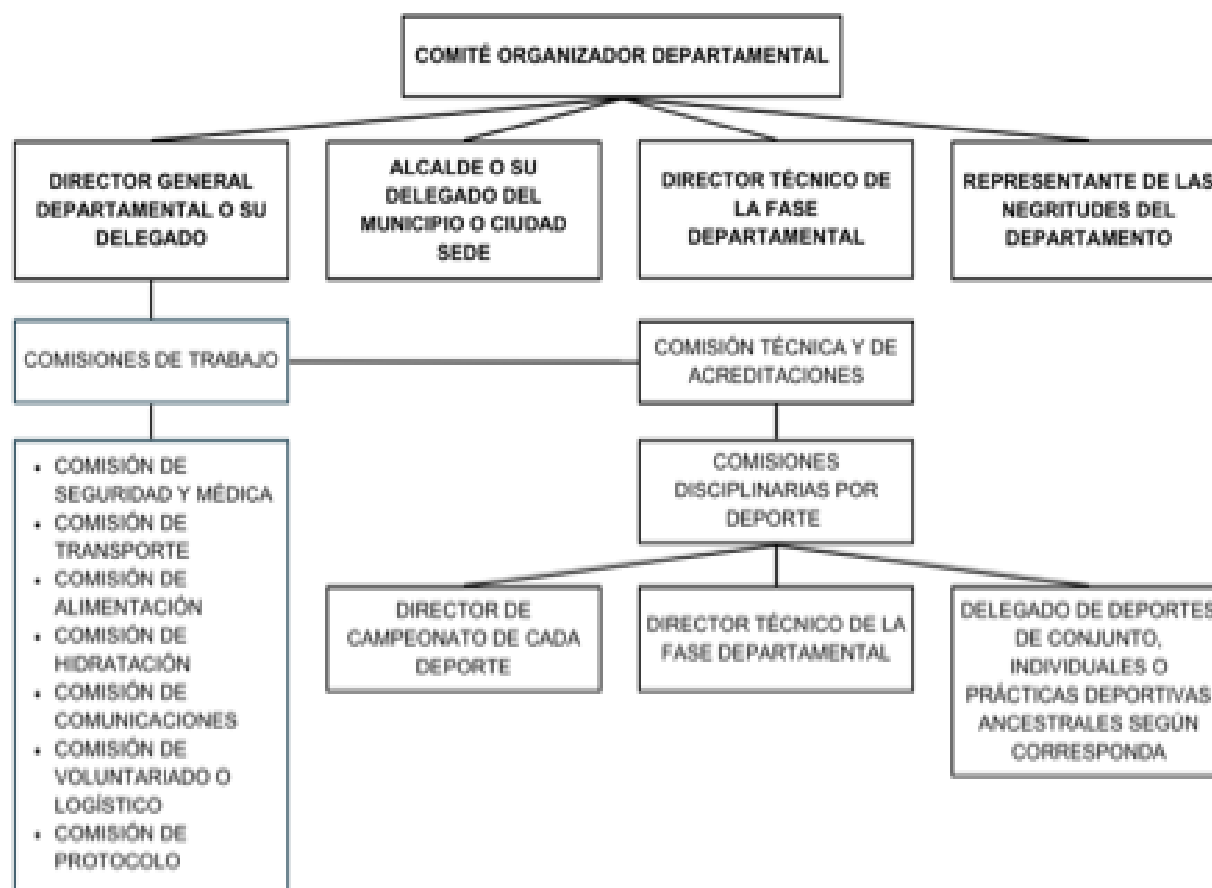 COMITÉ ORGANIZADOR DEPARTAMENTAL
DIRECTOR GENERAL
DEPARTAMENTAL O SU
DELEGADO
ALCALDE O SU
DELEGADO DEL
MUNICIPIO O CIUDAD
SEDE
DIRECTOR TÉCNICO DE
LA FASE
DEPARTAMENTAL
REPRESENTANTE DE LAS
NEGRITUDES DEL
DEPARTAMENTO
COMISIONES DE TRABAJO
COMISIÓN TÉCNICA Y DE
ACREDITACIONES
• COMISIÓN DE
SEGURIDAD Y MÉDICA
• COMISIÓN DE
TRANSPORTE
• COMISIÓN DE
ALIMENTACIÓN
• COMISIÓN DE
HIDRATACIÓN
• COMISIÓN DE
COMUNICACIONES
• COMISIÓN DE
VOLUNTARIADO O
LOGÍSTICO
• COMISIÓN DE
PROTOCOLO
COMISIONES
DISCIPLINARIAS POR
DEPORTE
DIRECTOR DE
CAMPEONATO DE CADA
DEPORTE
DIRECTOR TÉCNICO DE LA
FASE DEPARTAMENTAL
DELEGADO DE DEPORTES
DE CONJUNTO,
INDIVIDUALES O
PRÁCTICAS DEPORTIVAS
ANCESTRALES SEGÚN
CORRESPONDA